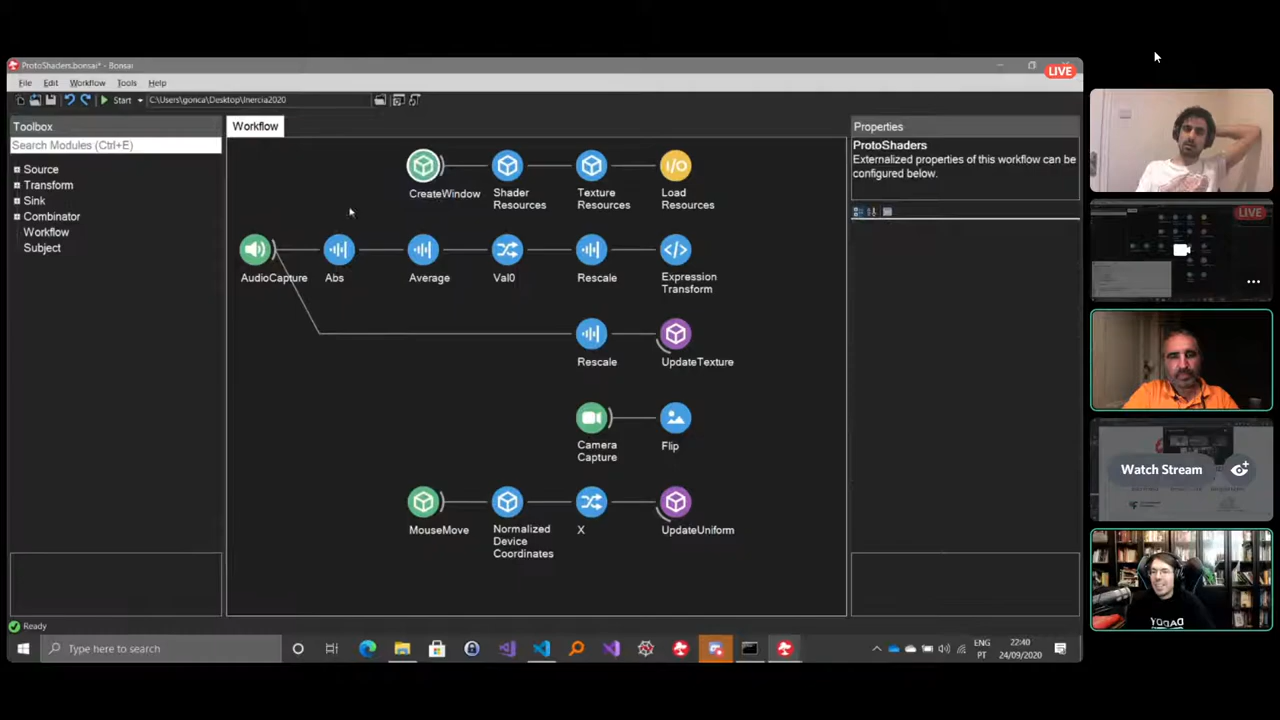 ProtoShaders.bonsai* - Bonsai
LIVE
File Edit Workflow Tools Help
Start C:\Users\gonca\Desktop\Inercia2020
Toolbox
Search Modules (Ctrl+E)
Source
Transform
Sink
Combinator
Workflow
Subject
Workflow
CreateWindow
Shader
Resources
Texture
Resources
Load
Resources
I/O
AudioCapture
Abs
Average
Val0
Rescale
Expression
Transform
Rescale
UpdateTexture
Camera
Capture
Flip
MouseMove
Normalized
Device
Coordinates
X
UpdateUniform
Properties
ProtoShaders
Externalized properties of this workflow can be
configured below.
LIVE
Watch Stream
Ready
Type here to search
ENG
PT
22:40
24/09/2020